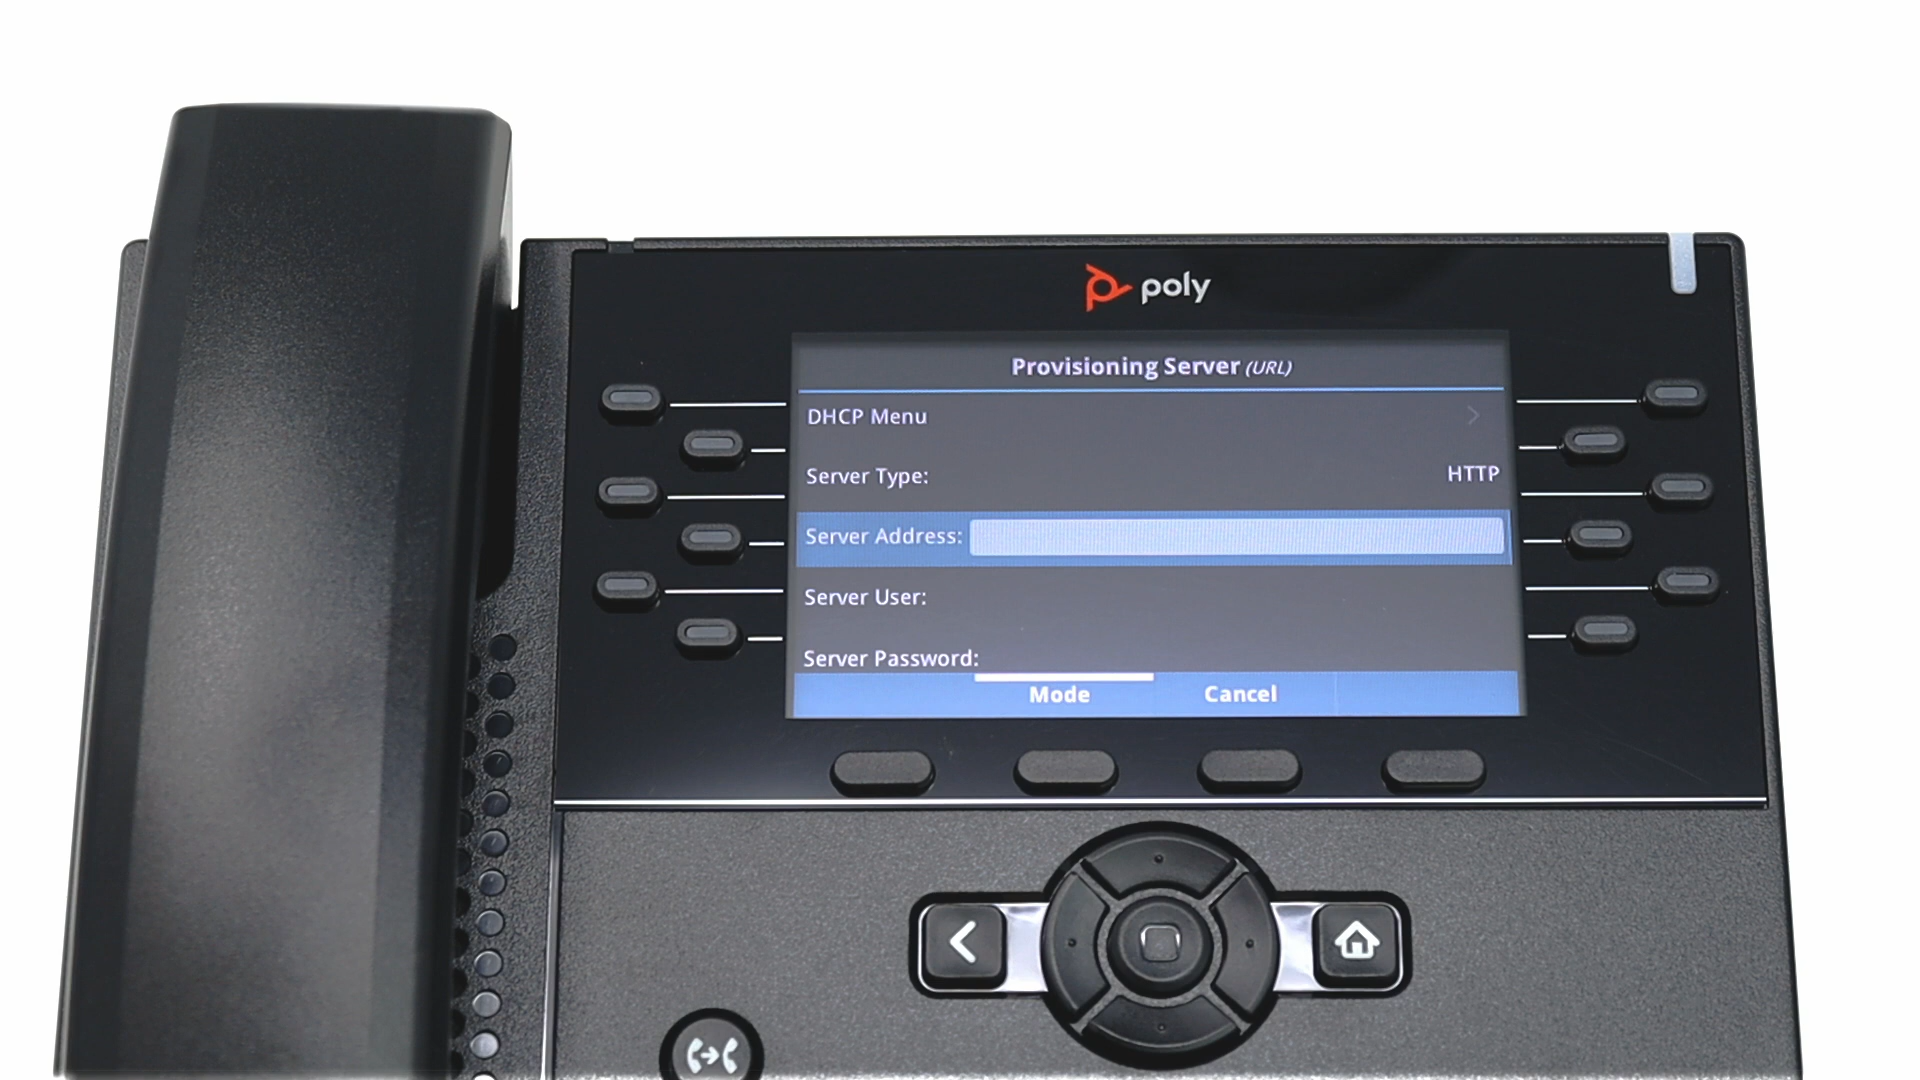 poly
Provisioning Server (URL)
DHCP Menu
Server Type: HTTP
Server Address:
Server User:
Server Password:
Mode Cancel